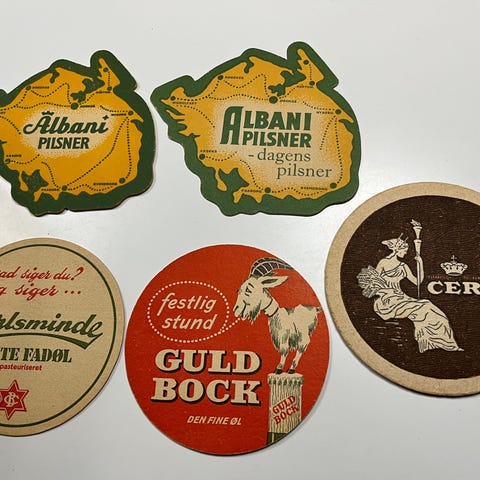 Albani
PILSNER
ALBANI
PILSNER
- dagens
pilsner
ad siger du?
g siger ...
rlsminde
TE FADØL
pasteuriseret
festlig
stund
GULD
BOCK
DEN FINE ØL
GULD
BOCK
CER